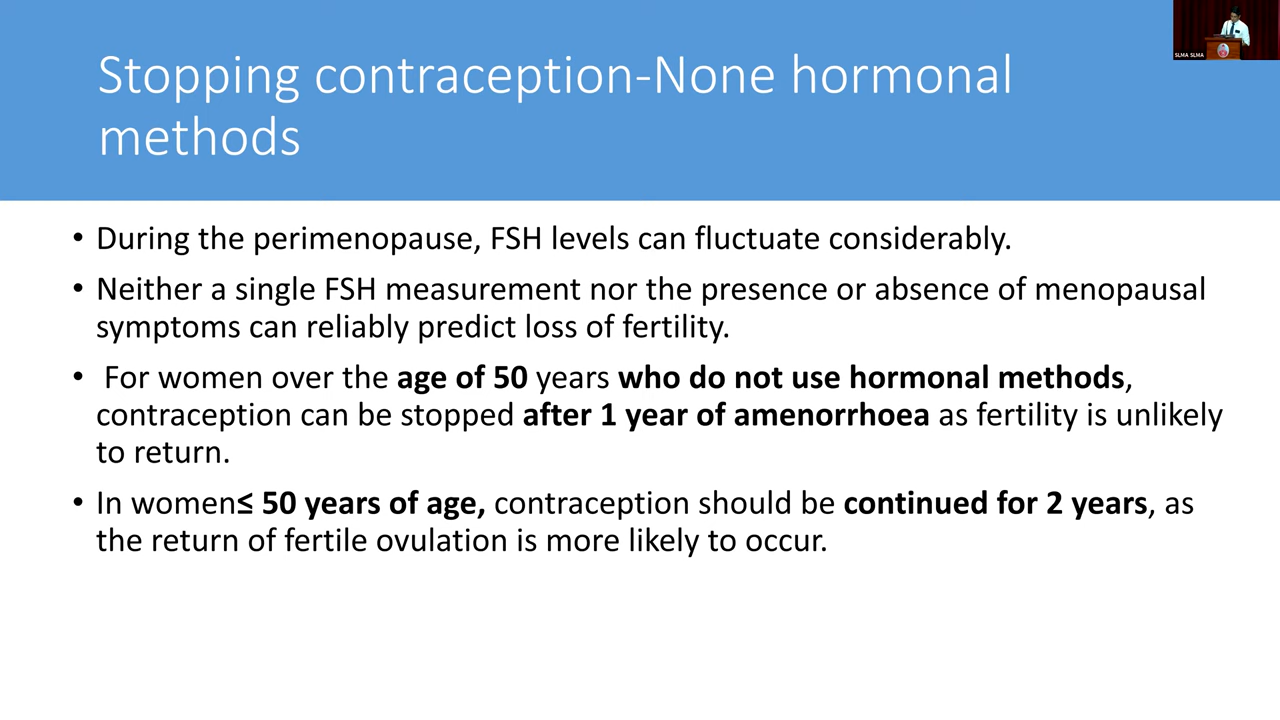 Stopping contraception-None hormonal
methods
• During the perimenopause, FSH levels can fluctuate considerably.
• Neither a single FSH measurement nor the presence or absence of menopausal
symptoms can reliably predict loss of fertility.
• For women over the age of 50 years who do not use hormonal methods,
contraception can be stopped after 1 year of amenorrhoea as fertility is unlikely
to return.
• In women≤ 50 years of age, contraception should be continued for 2 years, as
the return of fertile ovulation is more likely to occur.
SLMA SLMA